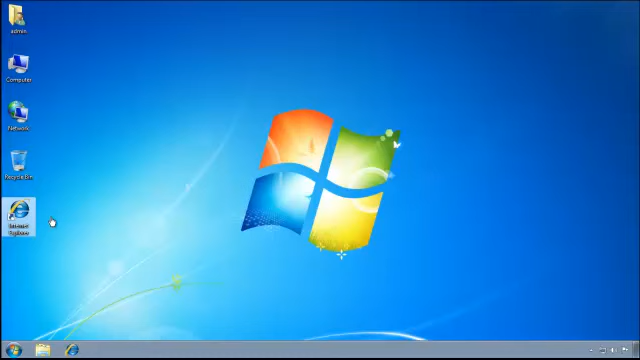 admin
Computer
Network
Recycle Bin
Internet
Explorer